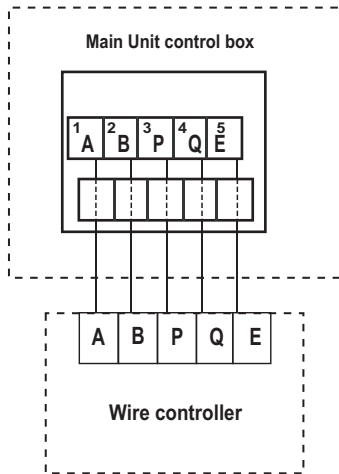 Main Unit control box
1 A 2 B 3 P 4 Q 5 E
A B P Q E
Wire controller